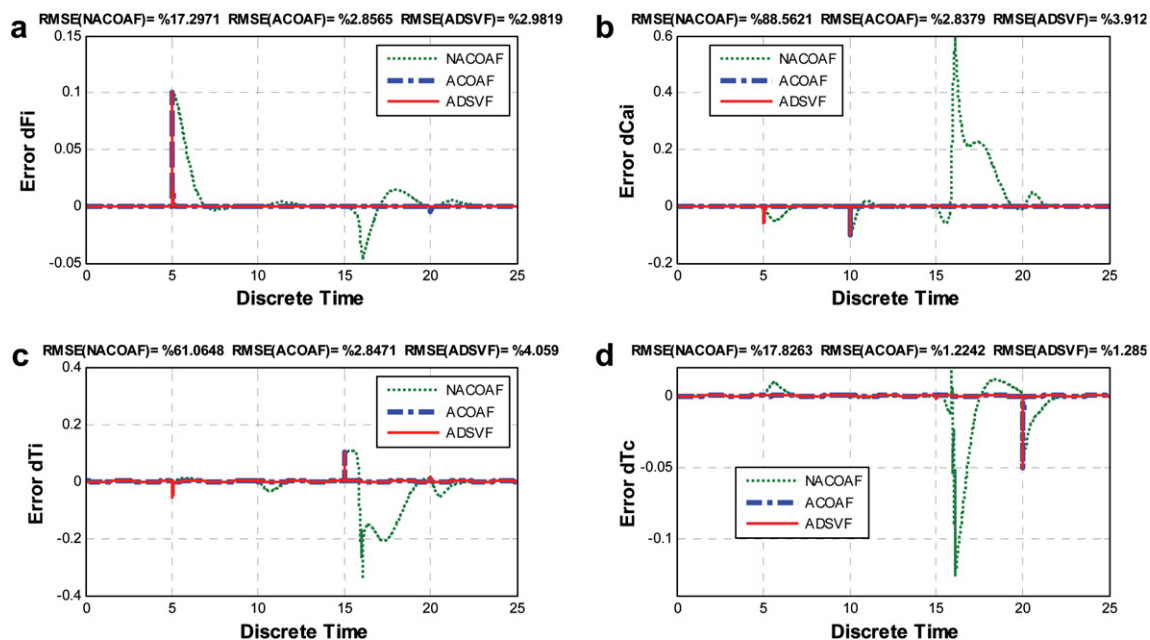 a
RMSE(NACOAF)= %17.2971 RMSE(ACOAF)= %2.8565 RMSE(ADSVF)= %2.9819
0.15
0.1
0.05
0
-0.05
Error dFi
NACOAF
ACOAF
ADSVF
0 5 10 15 20 25
Discrete Time
b
RMSE(NACOAF)= %88.5621 RMSE(ACOAF)= %2.8379 RMSE(ADSVF)= %3.912
0.6
0.4
0.2
0
-0.2
Error dCai
NACOAF
ACOAF
ADSVF
0 5 10 15 20 25
Discrete Time
c
RMSE(NACOAF)= %61.0648 RMSE(ACOAF)= %2.8471 RMSE(ADSVF)= %4.059
0.4
0.2
0
-0.2
-0.4
Error dTi
NACOAF
ACOAF
ADSVF
0 5 10 15 20 25
Discrete Time
d
RMSE(NACOAF)= %17.8263 RMSE(ACOAF)= %1.2242 RMSE(ADSVF)= %1.285
0
-0.05
-0.1
Error dTc
NACOAF
ACOAF
ADSVF
0 5 10 15 20 25
Discrete Time